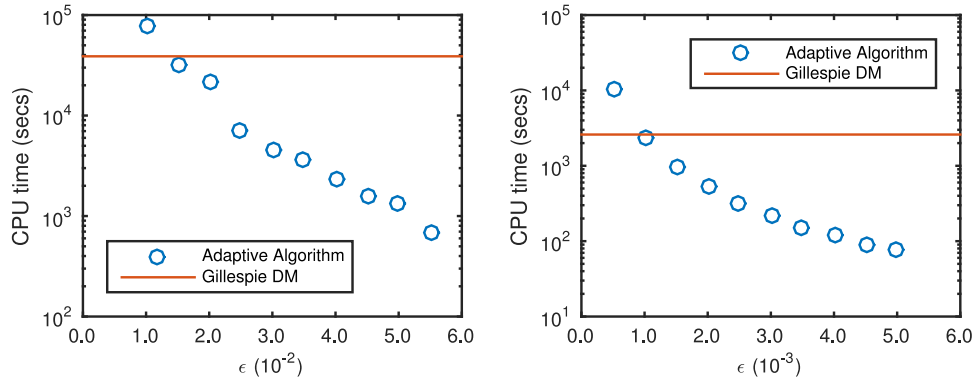 10^5
10^4
10^3
10^2
CPU time (secs)
Adaptive Algorithm
Gillespie DM
0.0 1.0 2.0 3.0 4.0 5.0 6.0
ϵ (10^-2)
10^5
10^4
10^3
10^2
10^1
CPU time (secs)
Adaptive Algorithm
Gillespie DM
0.0 1.0 2.0 3.0 4.0 5.0 6.0
ϵ (10^-3)